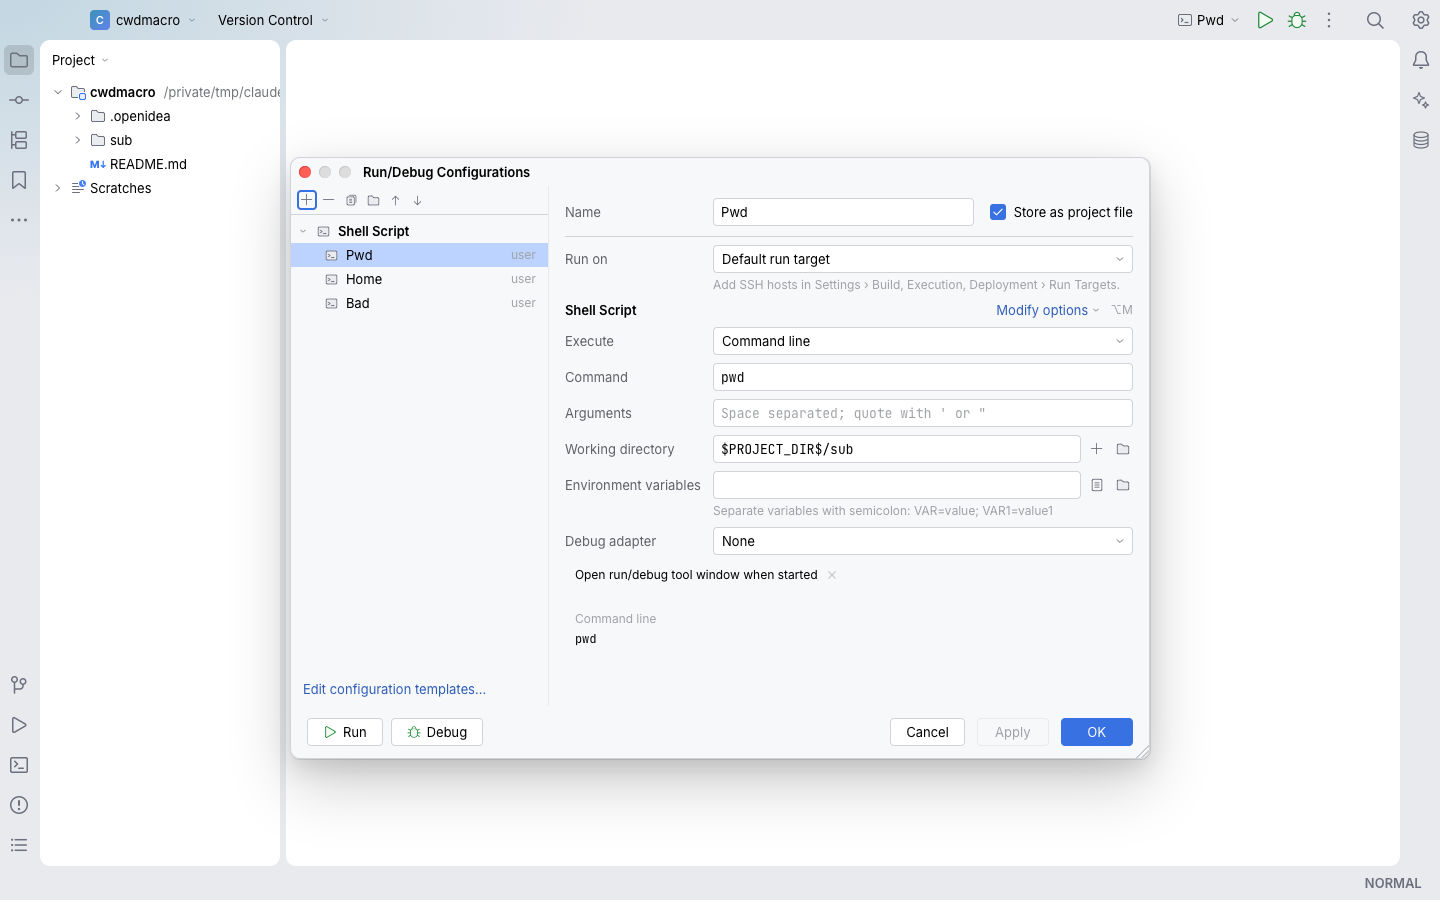 C cwdmacro Version Control Pwd
Project
cwdmacro /private/tmp/claude
.openidea
sub
README.md
Scratches
Run/Debug Configurations
Shell Script
Pwd user
Home user
Bad user
Edit configuration templates...
Name Pwd Store as project file
Run on Default run target
Add SSH hosts in Settings › Build, Execution, Deployment › Run Targets.
Shell Script Modify options ⌥M
Execute Command line
Command pwd
Arguments Space separated; quote with ' or "
Working directory $PROJECT_DIR$/sub
Environment variables
Separate variables with semicolon: VAR=value; VAR1=value1
Debug adapter None
Open run/debug tool window when started
Command line
pwd
Run Debug Cancel Apply OK
NORMAL